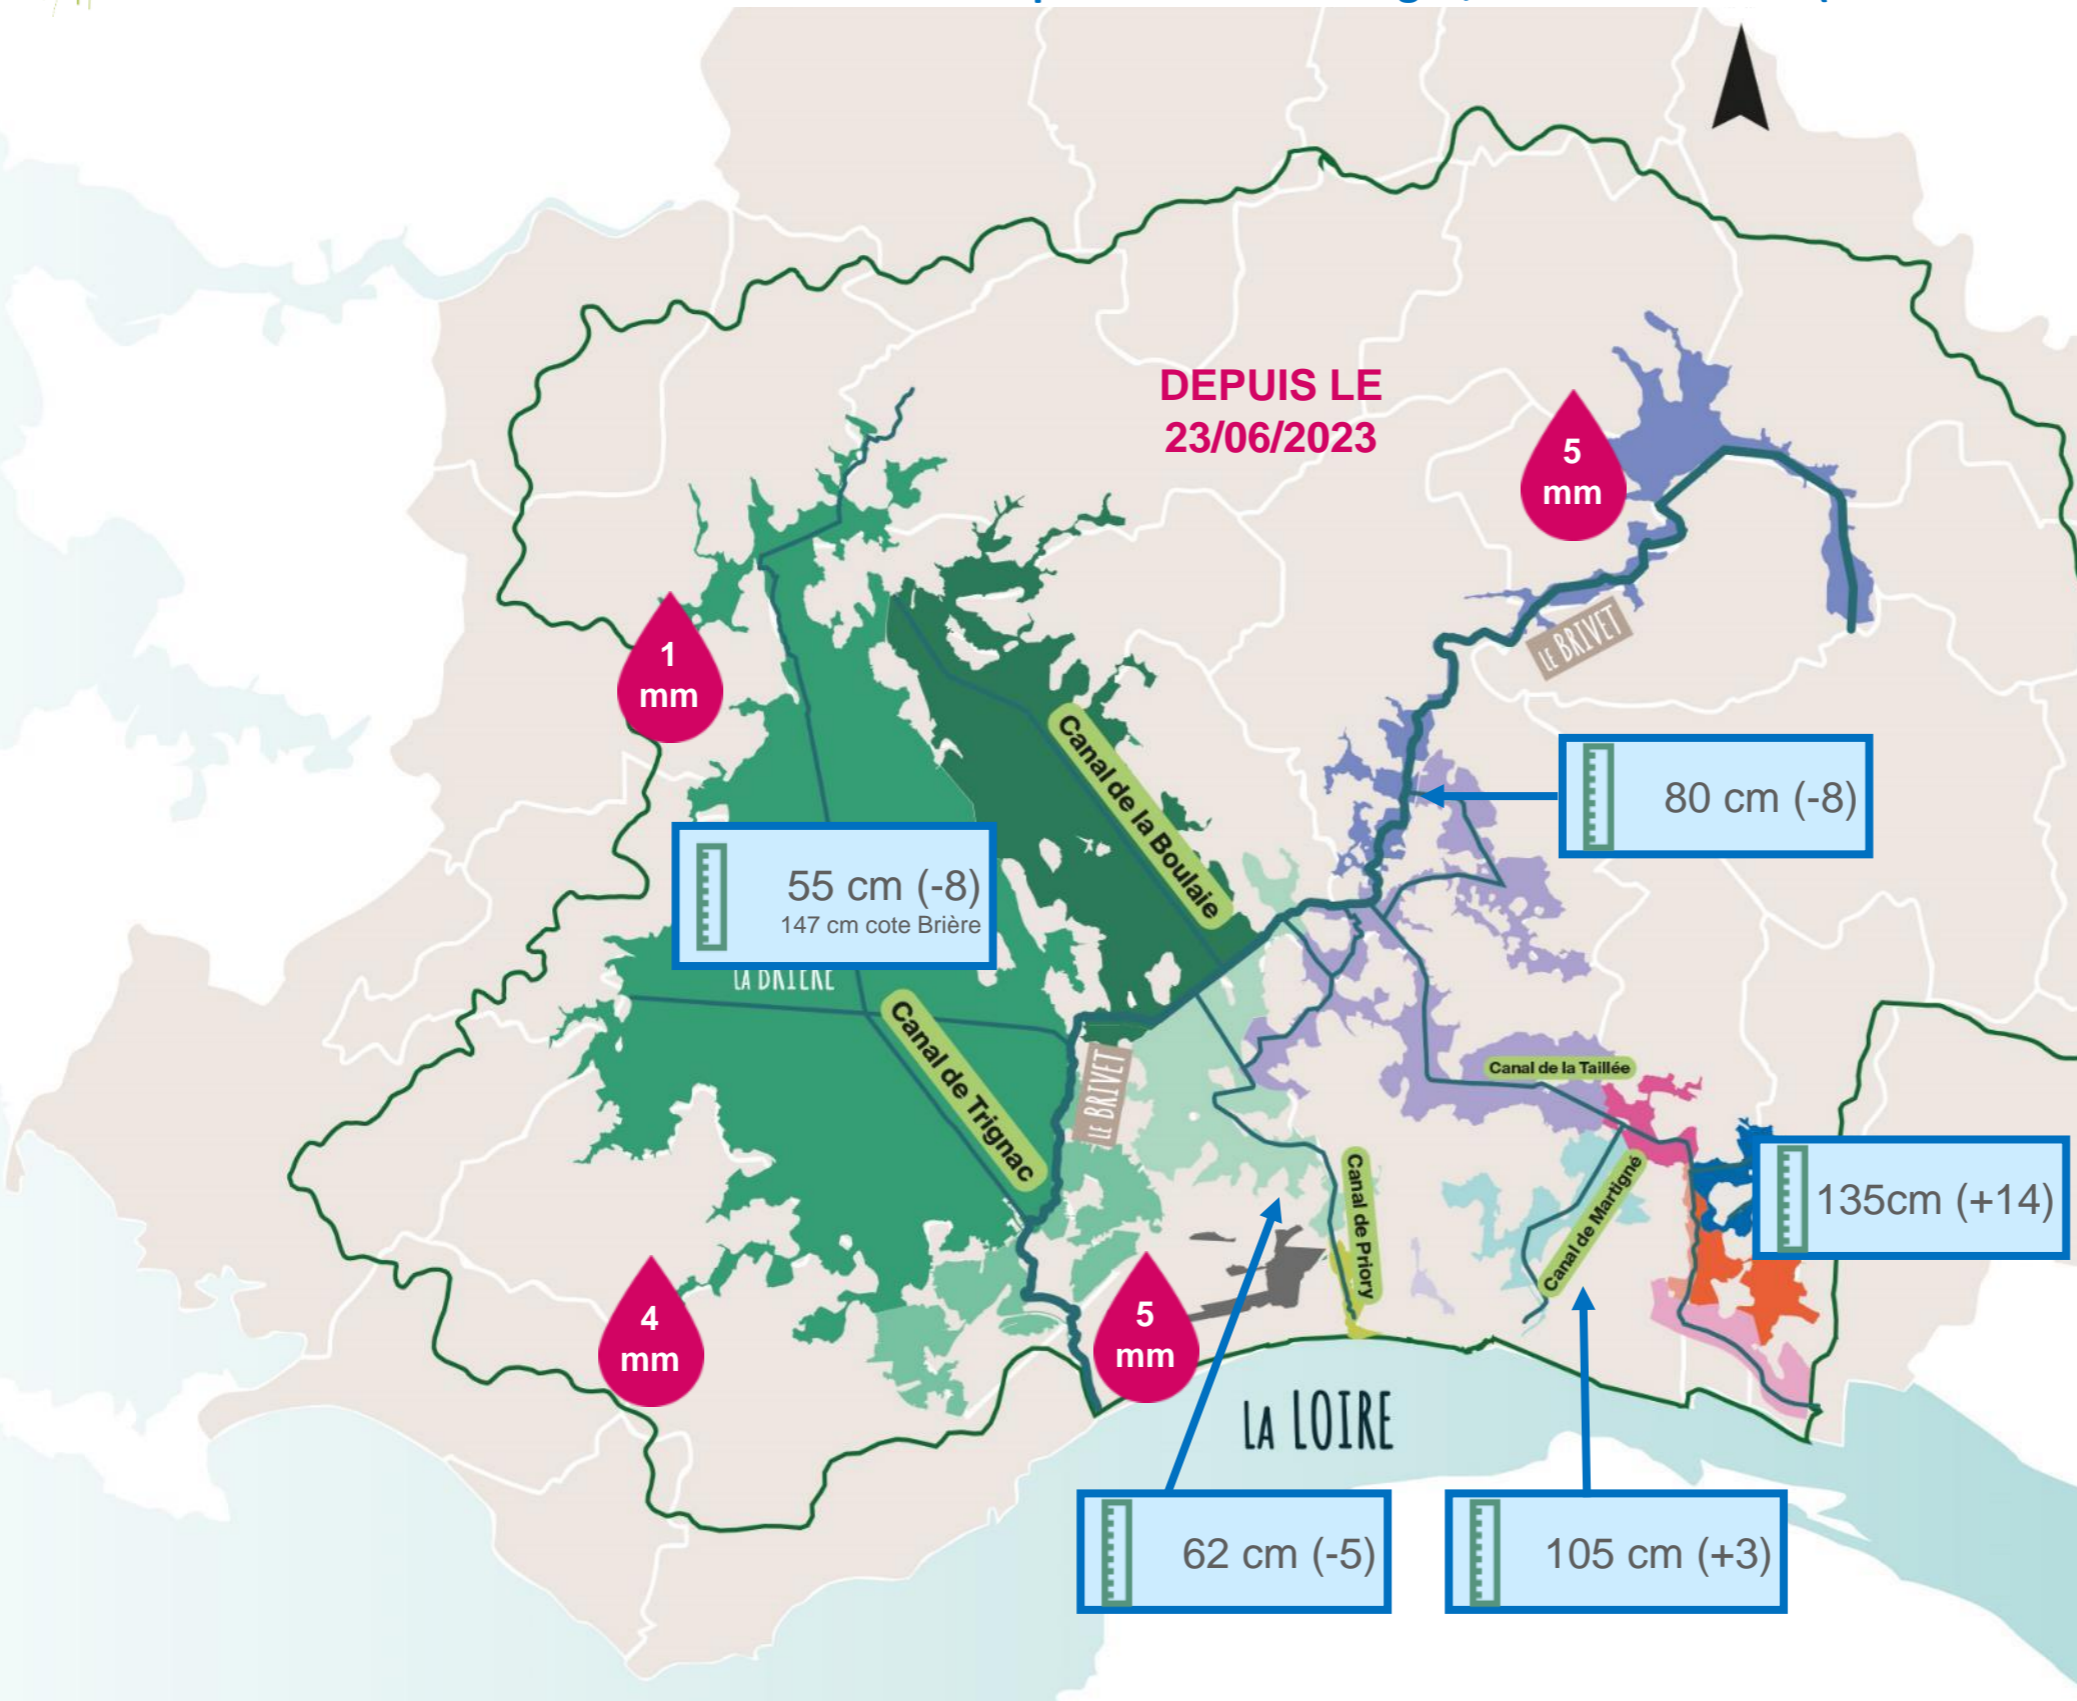 DEPUIS LE
23/06/2023
5
mm
LE BRIVET
1
mm
Canal de la Boulaie
80 cm (-8)
55 cm (-8)
147 cm cote Brière
LA BRIÈRE
Canal de Trignac
LE BRIVET
Canal de la Taillée
Canal de Priory
Canal de Martigné
135cm (+14)
4
mm
5
mm
LA LOIRE
62 cm (-5)
105 cm (+3)